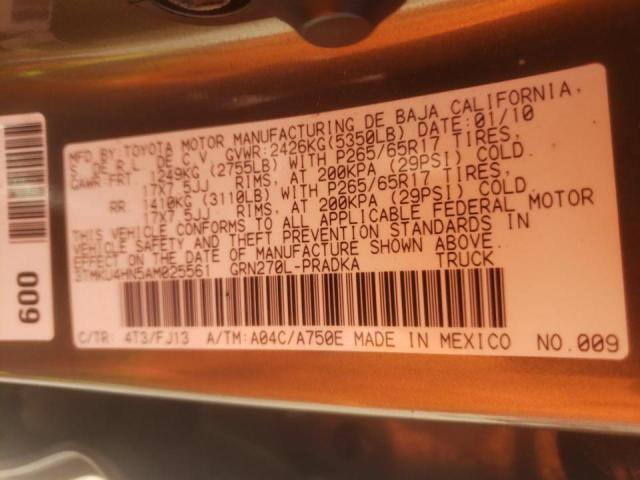 MFD.BY:TOYOTA MOTOR MANUFACTURING DE BAJA CALIFORNIA,
S. DE R.L. DE C.V. GVWR:2426KG(5350LB) DATE:01/10
GAWR:FRT 1249KG (2755LB) WITH P265/65R17 TIRES,
17X7.5JJ RIMS, AT 200KPA (29PSI) COLD.
RR 1410KG (3110LB) WITH P265/65R17 TIRES,
17X7.5JJ RIMS, AT 200KPA (29PSI) COLD.
THIS VEHICLE CONFORMS TO ALL APPLICABLE FEDERAL MOTOR
VEHICLE SAFETY AND THEFT PREVENTION STANDARDS IN
EFFECT ON THE DATE OF MANUFACTURE SHOWN ABOVE.
3TMKU4HN5AM025561 GRN270L-PRADKA TRUCK
C/TR: 4T3/FJ13 A/TM:A04C/A750E MADE IN MEXICO NO.009
600